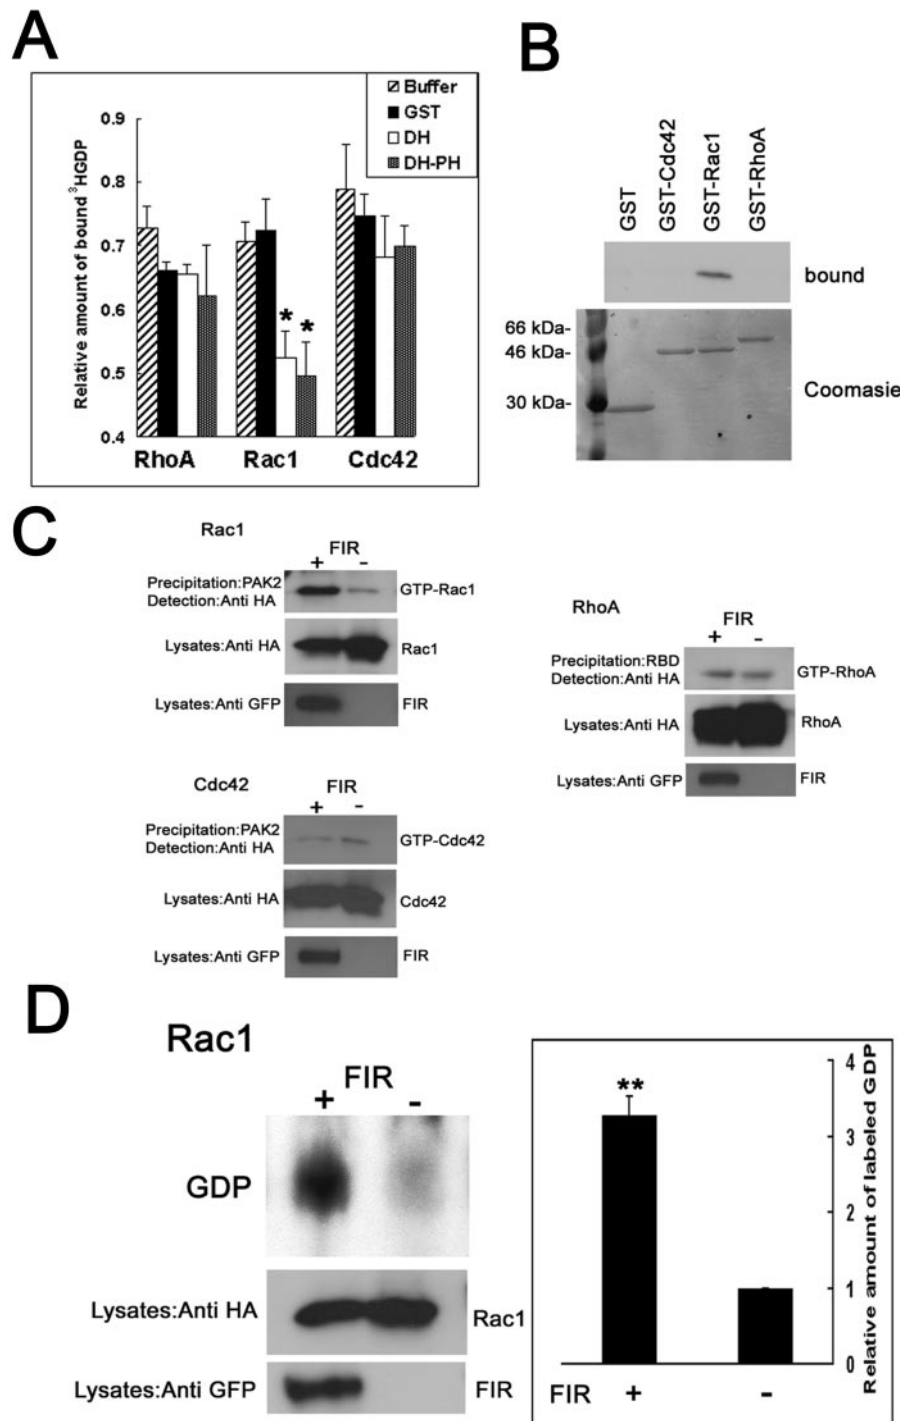 A
Buffer
GST
DH
DH-PH
Relative amount of bound ³HGDP
0.9
0.8
0.7
0.6
0.5
0.4
* *
RhoA Rac1 Cdc42
B
GST
GST-Cdc42
GST-Rac1
GST-RhoA
bound
66 kDa-
46 kDa-
30 kDa-
Coomasie
C
Rac1
FIR
+ -
Precipitation:PAK2
Detection:Anti HA
GTP-Rac1
Lysates:Anti HA
Rac1
Lysates:Anti GFP
FIR
RhoA
FIR
+ -
Precipitation:RBD
Detection:Anti HA
GTP-RhoA
Lysates:Anti HA
RhoA
Lysates:Anti GFP
FIR
Cdc42
FIR
+ -
Precipitation:PAK2
Detection:Anti HA
GTP-Cdc42
Lysates:Anti HA
Cdc42
Lysates:Anti GFP
FIR
D
Rac1
FIR
+ -
GDP
Lysates:Anti HA
Rac1
Lysates:Anti GFP
FIR
**
4
3
2
1
0
Relative amount of labeled GDP
FIR + -